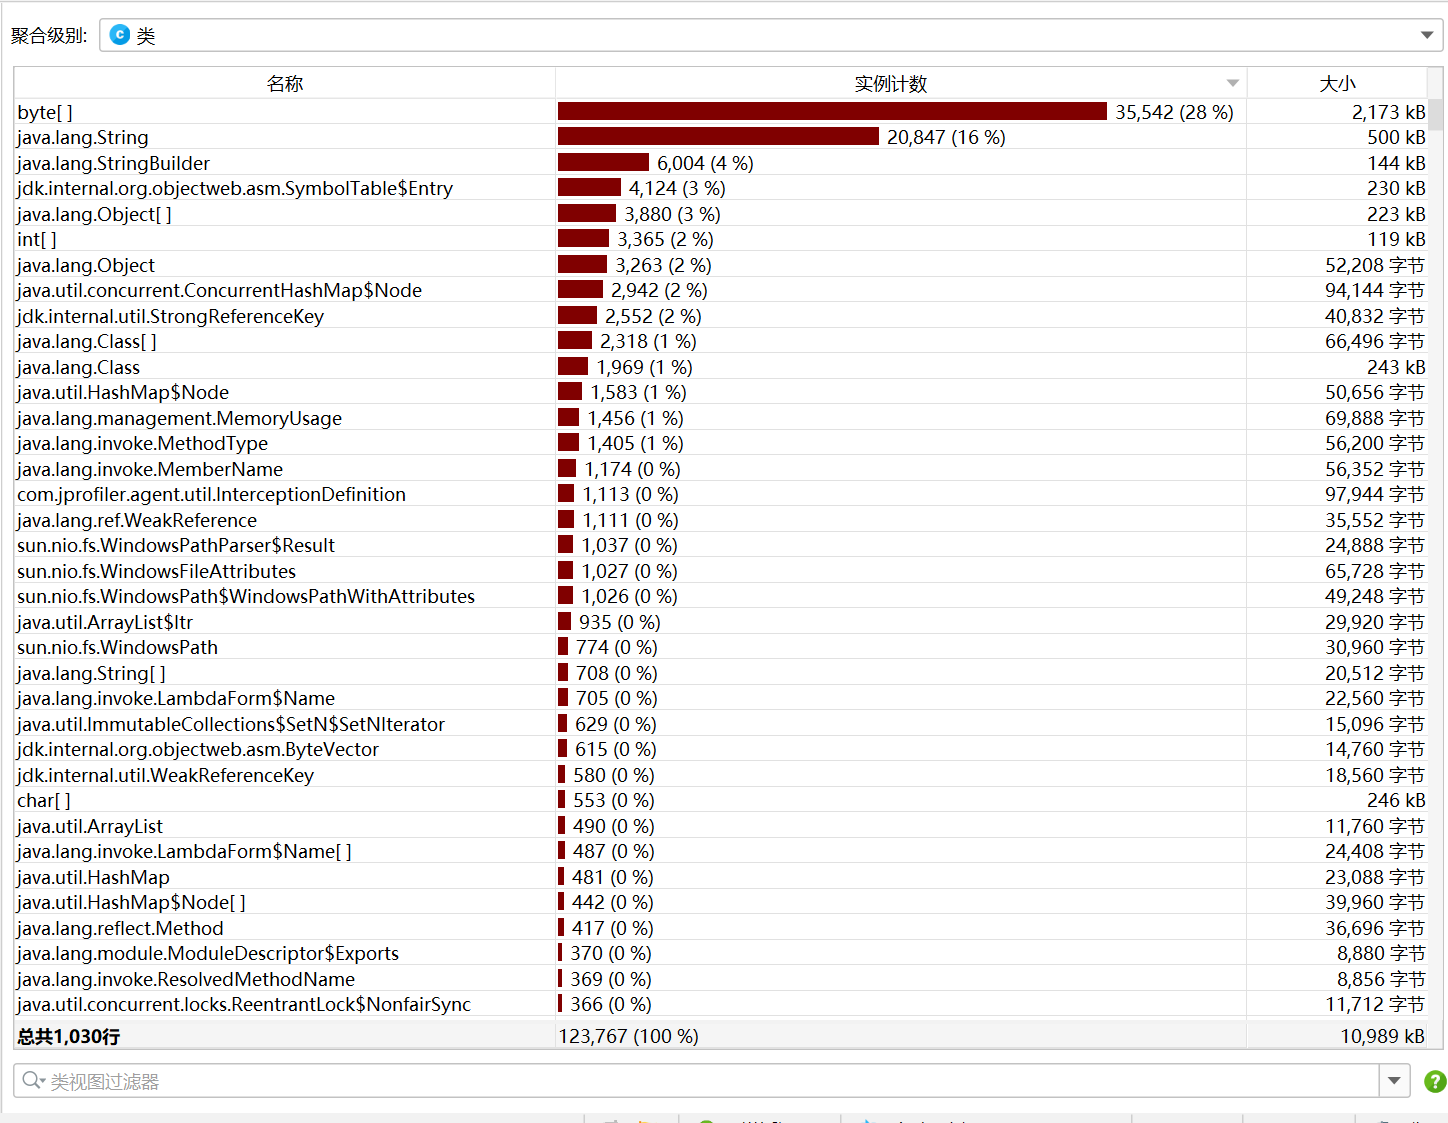 聚合级别: C 类
名称 实例计数 大小
byte[ ] 35,542 (28 %) 2,173 kB
java.lang.String 20,847 (16 %) 500 kB
java.lang.StringBuilder 6,004 (4 %) 144 kB
jdk.internal.org.objectweb.asm.SymbolTable$Entry 4,124 (3 %) 230 kB
java.lang.Object[ ] 3,880 (3 %) 223 kB
int[ ] 3,365 (2 %) 119 kB
java.lang.Object 3,263 (2 %) 52,208 字节
java.util.concurrent.ConcurrentHashMap$Node 2,942 (2 %) 94,144 字节
jdk.internal.util.StrongReferenceKey 2,552 (2 %) 40,832 字节
java.lang.Class[ ] 2,318 (1 %) 66,496 字节
java.lang.Class 1,969 (1 %) 243 kB
java.util.HashMap$Node 1,583 (1 %) 50,656 字节
java.lang.management.MemoryUsage 1,456 (1 %) 69,888 字节
java.lang.invoke.MethodType 1,405 (1 %) 56,200 字节
java.lang.invoke.MemberName 1,174 (0 %) 56,352 字节
com.jprofiler.agent.util.InterceptionDefinition 1,113 (0 %) 97,944 字节
java.lang.ref.WeakReference 1,111 (0 %) 35,552 字节
sun.nio.fs.WindowsPathParser$Result 1,037 (0 %) 24,888 字节
sun.nio.fs.WindowsFileAttributes 1,027 (0 %) 65,728 字节
sun.nio.fs.WindowsPath$WindowsPathWithAttributes 1,026 (0 %) 49,248 字节
java.util.ArrayList$Itr 935 (0 %) 29,920 字节
sun.nio.fs.WindowsPath 774 (0 %) 30,960 字节
java.lang.String[ ] 708 (0 %) 20,512 字节
java.lang.invoke.LambdaForm$Name 705 (0 %) 22,560 字节
java.util.ImmutableCollections$SetN$SetNIterator 629 (0 %) 15,096 字节
jdk.internal.org.objectweb.asm.ByteVector 615 (0 %) 14,760 字节
jdk.internal.util.WeakReferenceKey 580 (0 %) 18,560 字节
char[ ] 553 (0 %) 246 kB
java.util.ArrayList 490 (0 %) 11,760 字节
java.lang.invoke.LambdaForm$Name[ ] 487 (0 %) 24,408 字节
java.util.HashMap 481 (0 %) 23,088 字节
java.util.HashMap$Node[ ] 442 (0 %) 39,960 字节
java.lang.reflect.Method 417 (0 %) 36,696 字节
java.lang.module.ModuleDescriptor$Exports 370 (0 %) 8,880 字节
java.lang.invoke.ResolvedMethodName 369 (0 %) 8,856 字节
java.util.concurrent.locks.ReentrantLock$NonfairSync 366 (0 %) 11,712 字节
总共1,030行 123,767 (100 %) 10,989 kB
类视图过滤器 ?